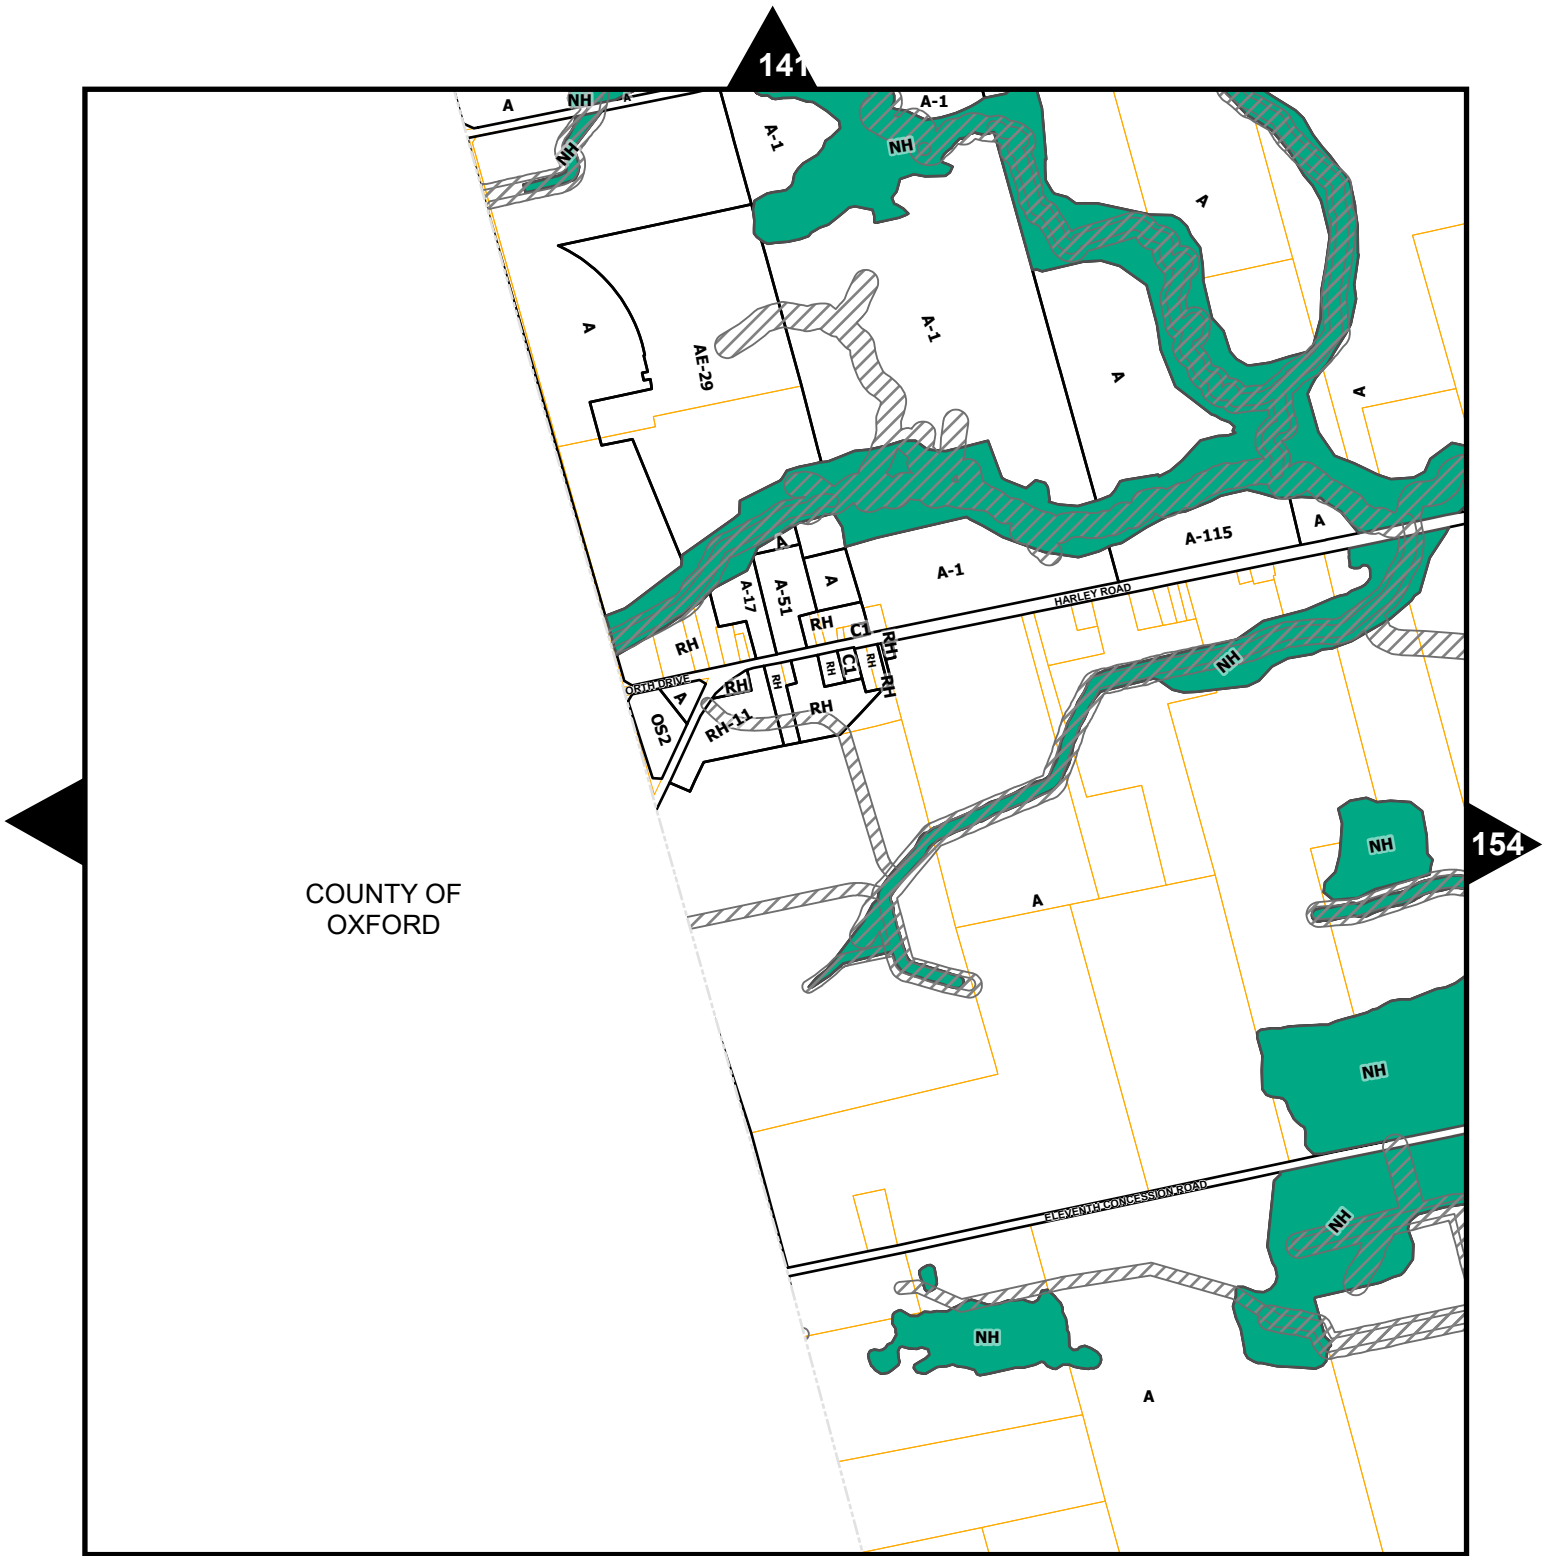 141
A
NH
A
A-1
A-1
NH
NH
A
A
AE-29
A-1
A
A
A-115
A
A
A-1
A
A-17
A-51
HARLEY ROAD
RH
C1
RH1
RH
NH
RH
C1
RH
RH
ORTH DRIVE
RH
RH
A
OS2
RH-11
RH
NH
154
COUNTY OF
OXFORD
A
NH
ELEVENTH CONCESSION ROAD
NH
NH
A